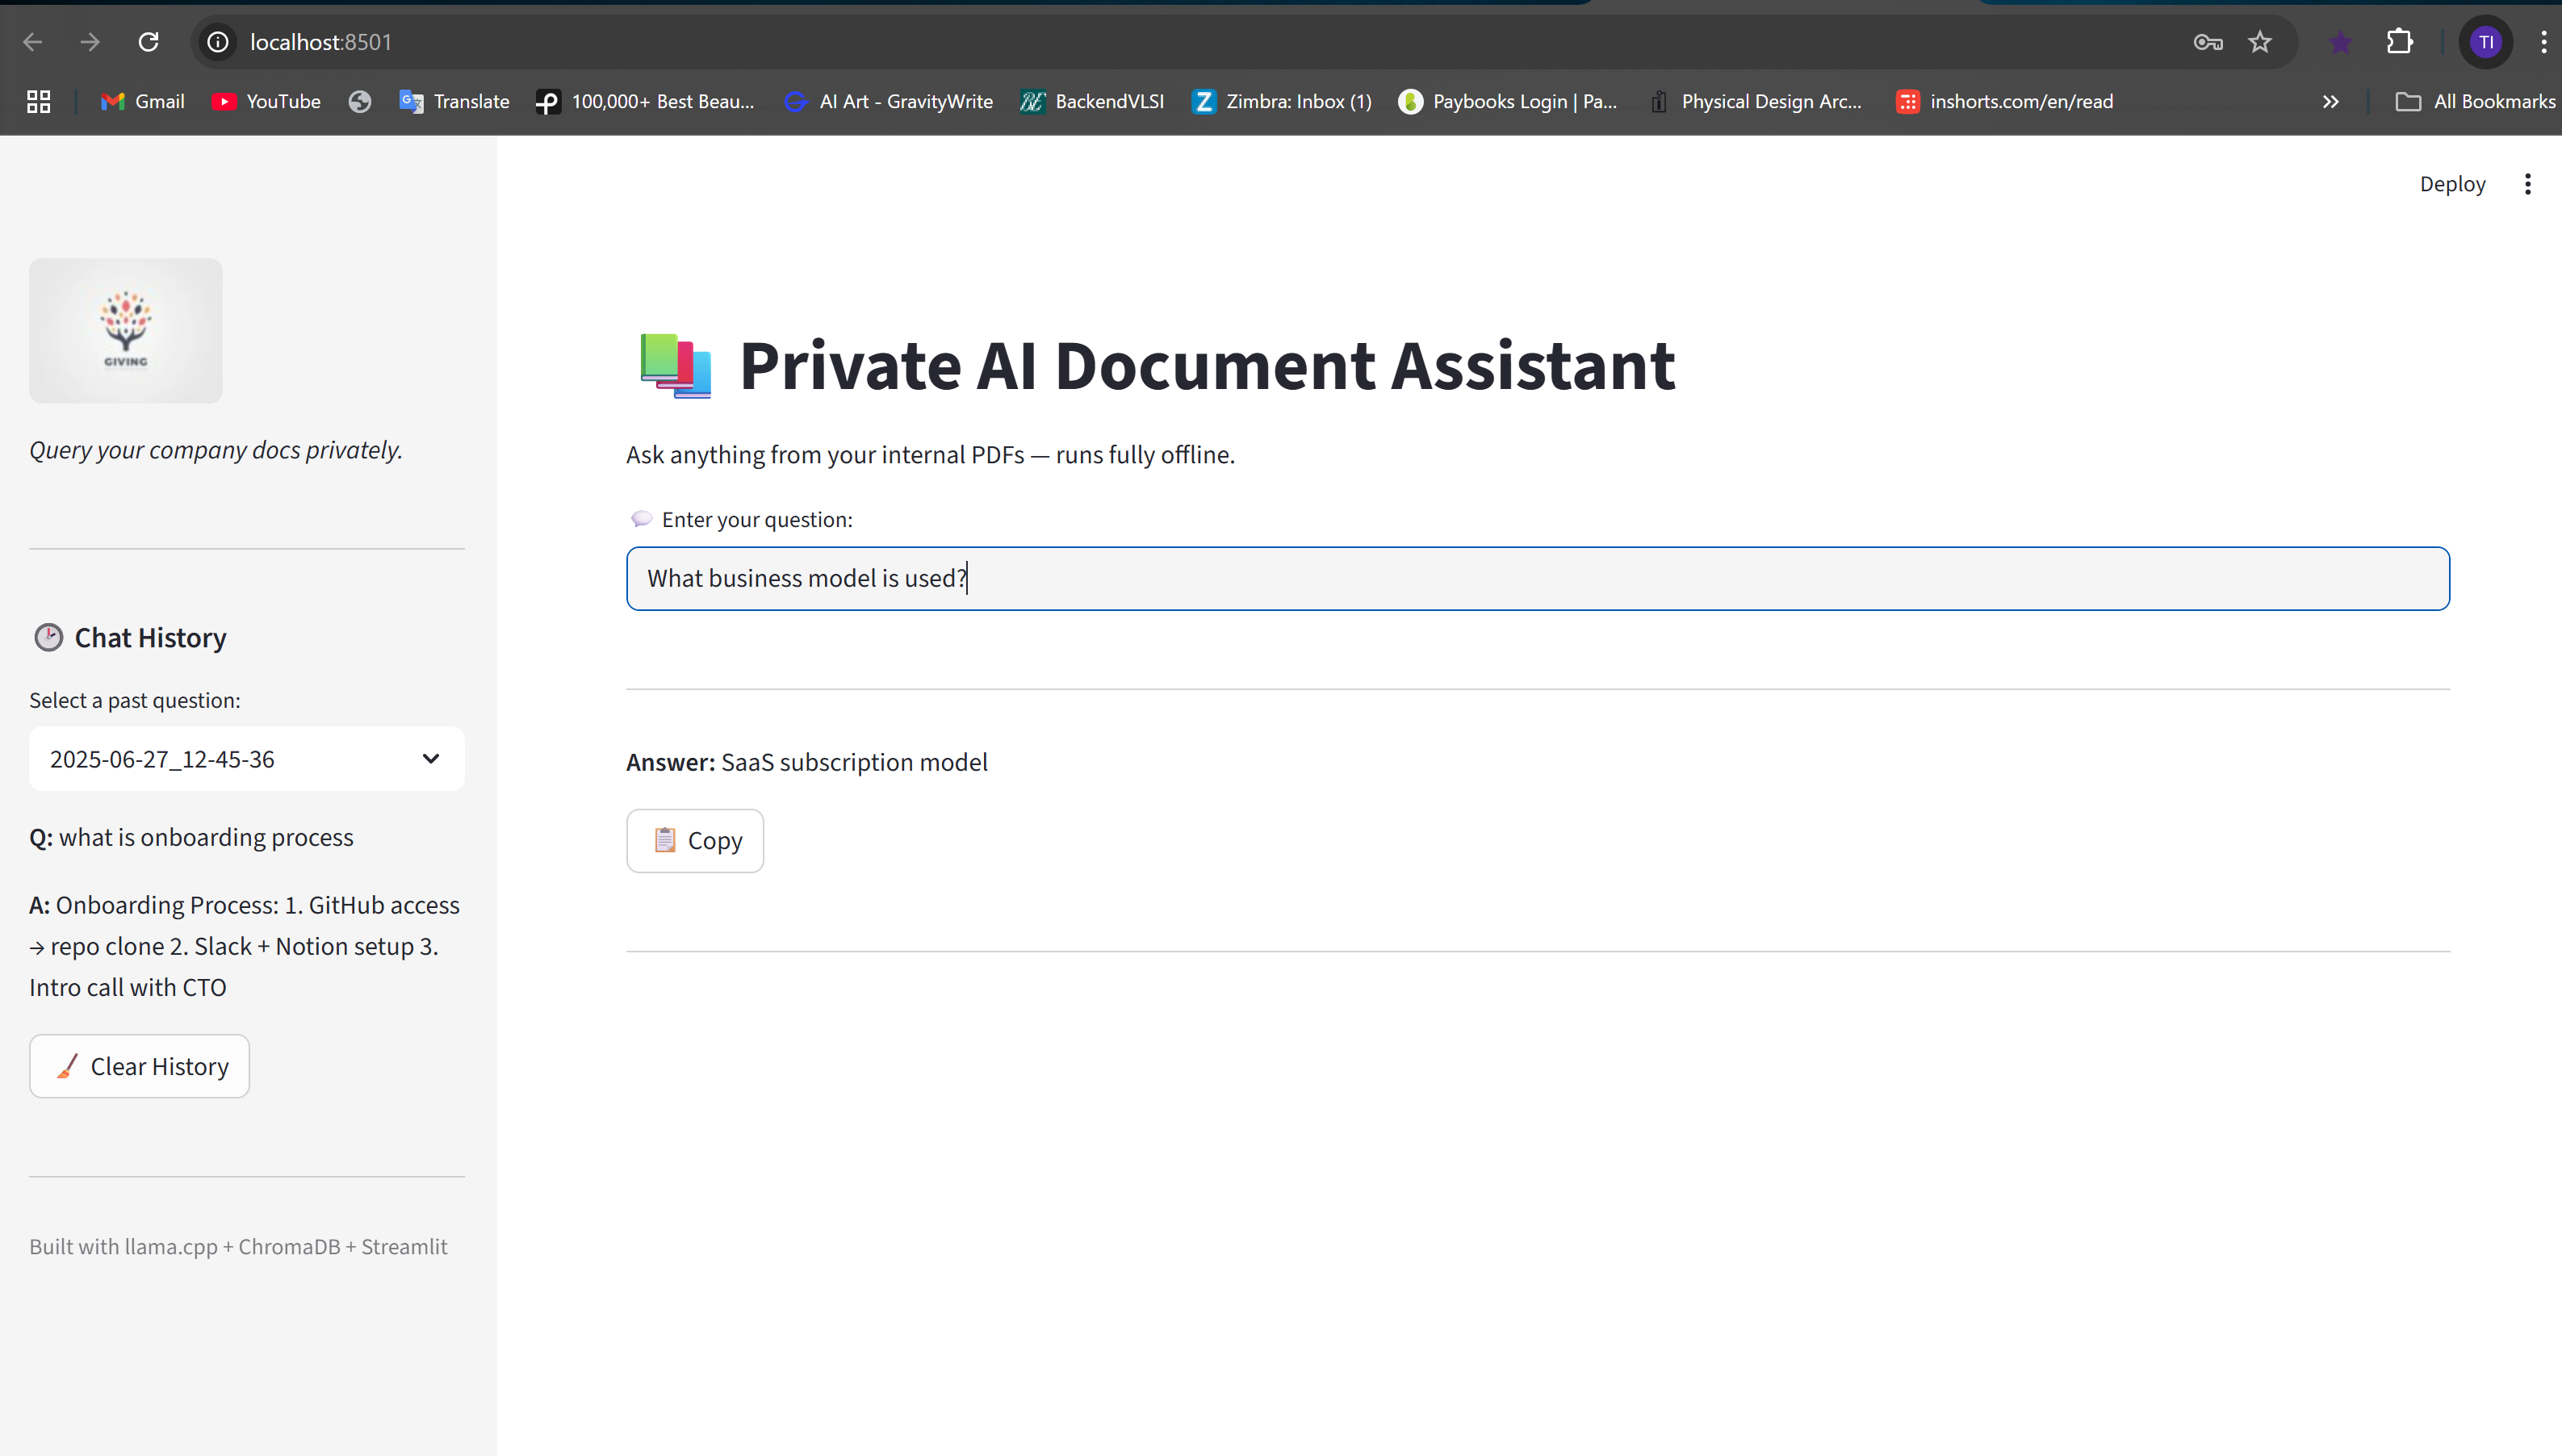 localhost:8501
Gmail
YouTube
Translate
100,000+ Best Beau...
AI Art - GravityWrite
BackendVLSI
Zimbra: Inbox (1)
Paybooks Login | Pa...
Physical Design Arc...
inshorts.com/en/read
All Bookmarks
TI
Deploy
GIVING
Query your company docs privately.
Chat History
Select a past question:
2025-06-27_12-45-36
Q: what is onboarding process
A: Onboarding Process: 1. GitHub access
→ repo clone 2. Slack + Notion setup 3.
Intro call with CTO
Clear History
Built with llama.cpp + ChromaDB + Streamlit
Private AI Document Assistant
Ask anything from your internal PDFs — runs fully offline.
Enter your question:
What business model is used?
Answer: SaaS subscription model
Copy